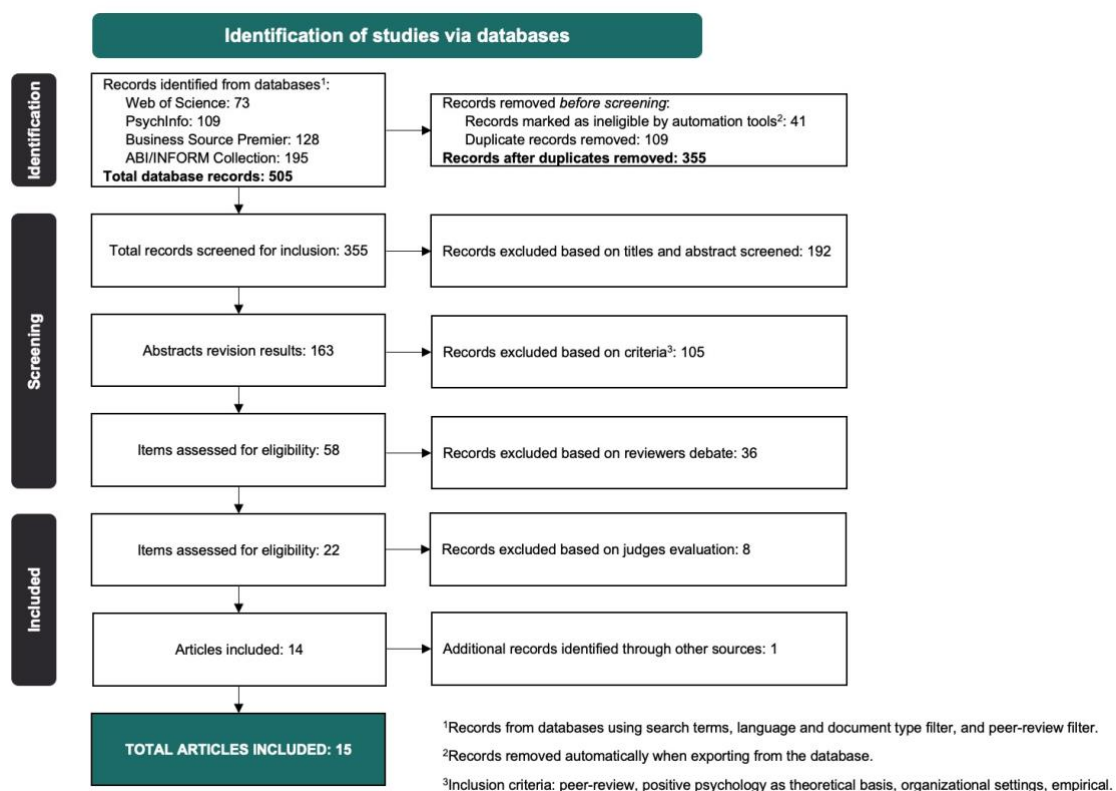 Identification of studies via databases
Identification
Records identified from databases¹:
Web of Science: 73
PsychInfo: 109
Business Source Premier: 128
ABI/INFORM Collection: 195
Total database records: 505
Records removed before screening:
Records marked as ineligible by automation tools²: 41
Duplicate records removed: 109
Records after duplicates removed: 355
Screening
Total records screened for inclusion: 355
Records excluded based on titles and abstract screened: 192
Abstracts revision results: 163
Records excluded based on criteria³: 105
Items assessed for eligibility: 58
Records excluded based on reviewers debate: 36
Included
Items assessed for eligibility: 22
Records excluded based on judges evaluation: 8
Articles included: 14
Additional records identified through other sources: 1
TOTAL ARTICLES INCLUDED: 15
¹Records from databases using search terms, language and document type filter, and peer-review filter.
²Records removed automatically when exporting from the database.
³Inclusion criteria: peer-review, positive psychology as theoretical basis, organizational settings, empirical.